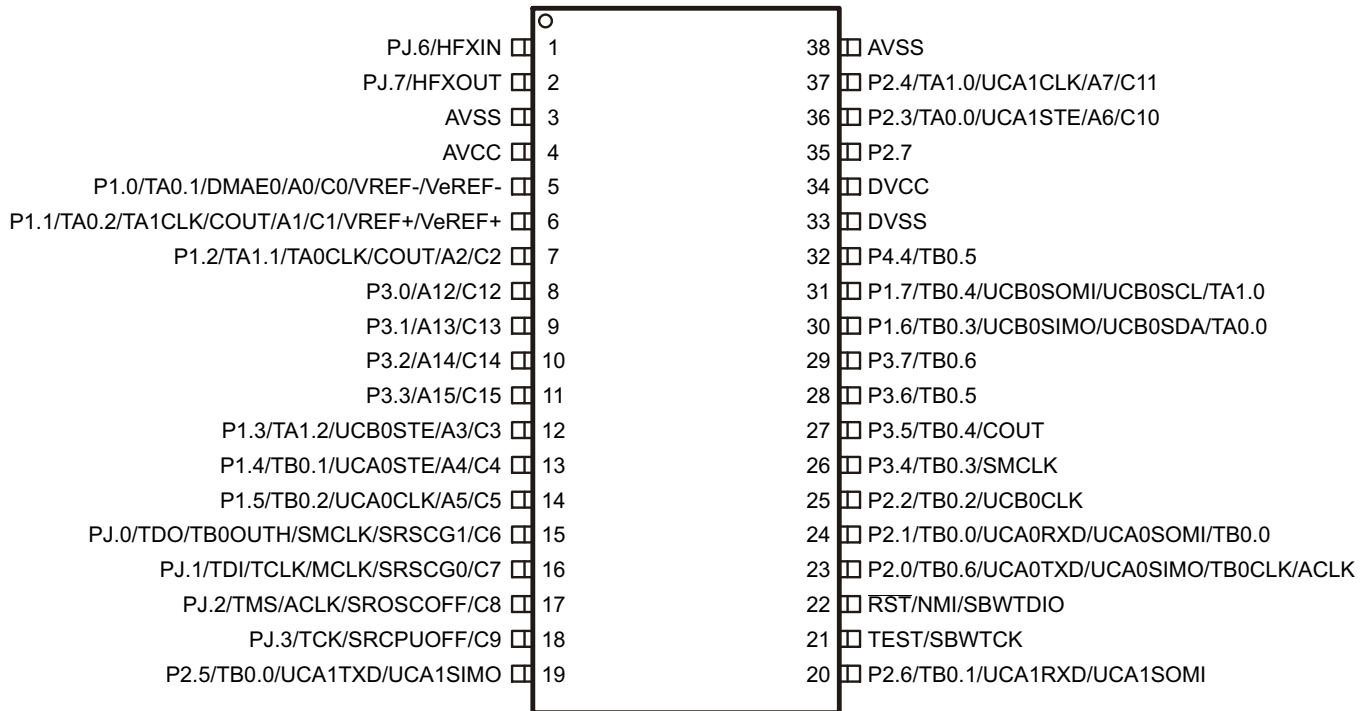 PJ.6/HFXIN 1 38 AVSS
PJ.7/HFXOUT 2 37 P2.4/TA1.0/UCA1CLK/A7/C11
AVSS 3 36 P2.3/TA0.0/UCA1STE/A6/C10
AVCC 4 35 P2.7
P1.0/TA0.1/DMAE0/A0/C0/VREF-/VeREF- 5 34 DVCC
P1.1/TA0.2/TA1CLK/COUT/A1/C1/VREF+/VeREF+ 6 33 DVSS
P1.2/TA1.1/TA0CLK/COUT/A2/C2 7 32 P4.4/TB0.5
P3.0/A12/C12 8 31 P1.7/TB0.4/UCB0SOMI/UCB0SCL/TA1.0
P3.1/A13/C13 9 30 P1.6/TB0.3/UCB0SIMO/UCB0SDA/TA0.0
P3.2/A14/C14 10 29 P3.7/TB0.6
P3.3/A15/C15 11 28 P3.6/TB0.5
P1.3/TA1.2/UCB0STE/A3/C3 12 27 P3.5/TB0.4/COUT
P1.4/TB0.1/UCA0STE/A4/C4 13 26 P3.4/TB0.3/SMCLK
P1.5/TB0.2/UCA0CLK/A5/C5 14 25 P2.2/TB0.2/UCB0CLK
PJ.0/TDO/TB0OUTH/SMCLK/SRSCG1/C6 15 24 P2.1/TB0.0/UCA0RXD/UCA0SOMI/TB0.0
PJ.1/TDI/TCLK/MCLK/SRSCG0/C7 16 23 P2.0/TB0.6/UCA0TXD/UCA0SIMO/TB0CLK/ACLK
PJ.2/TMS/ACLK/SROSCOFF/C8 17 22 RST/NMI/SBWTDIO
PJ.3/TCK/SRCPUOFF/C9 18 21 TEST/SBWTCK
P2.5/TB0.0/UCA1TXD/UCA1SIMO 19 20 P2.6/TB0.1/UCA1RXD/UCA1SOMI